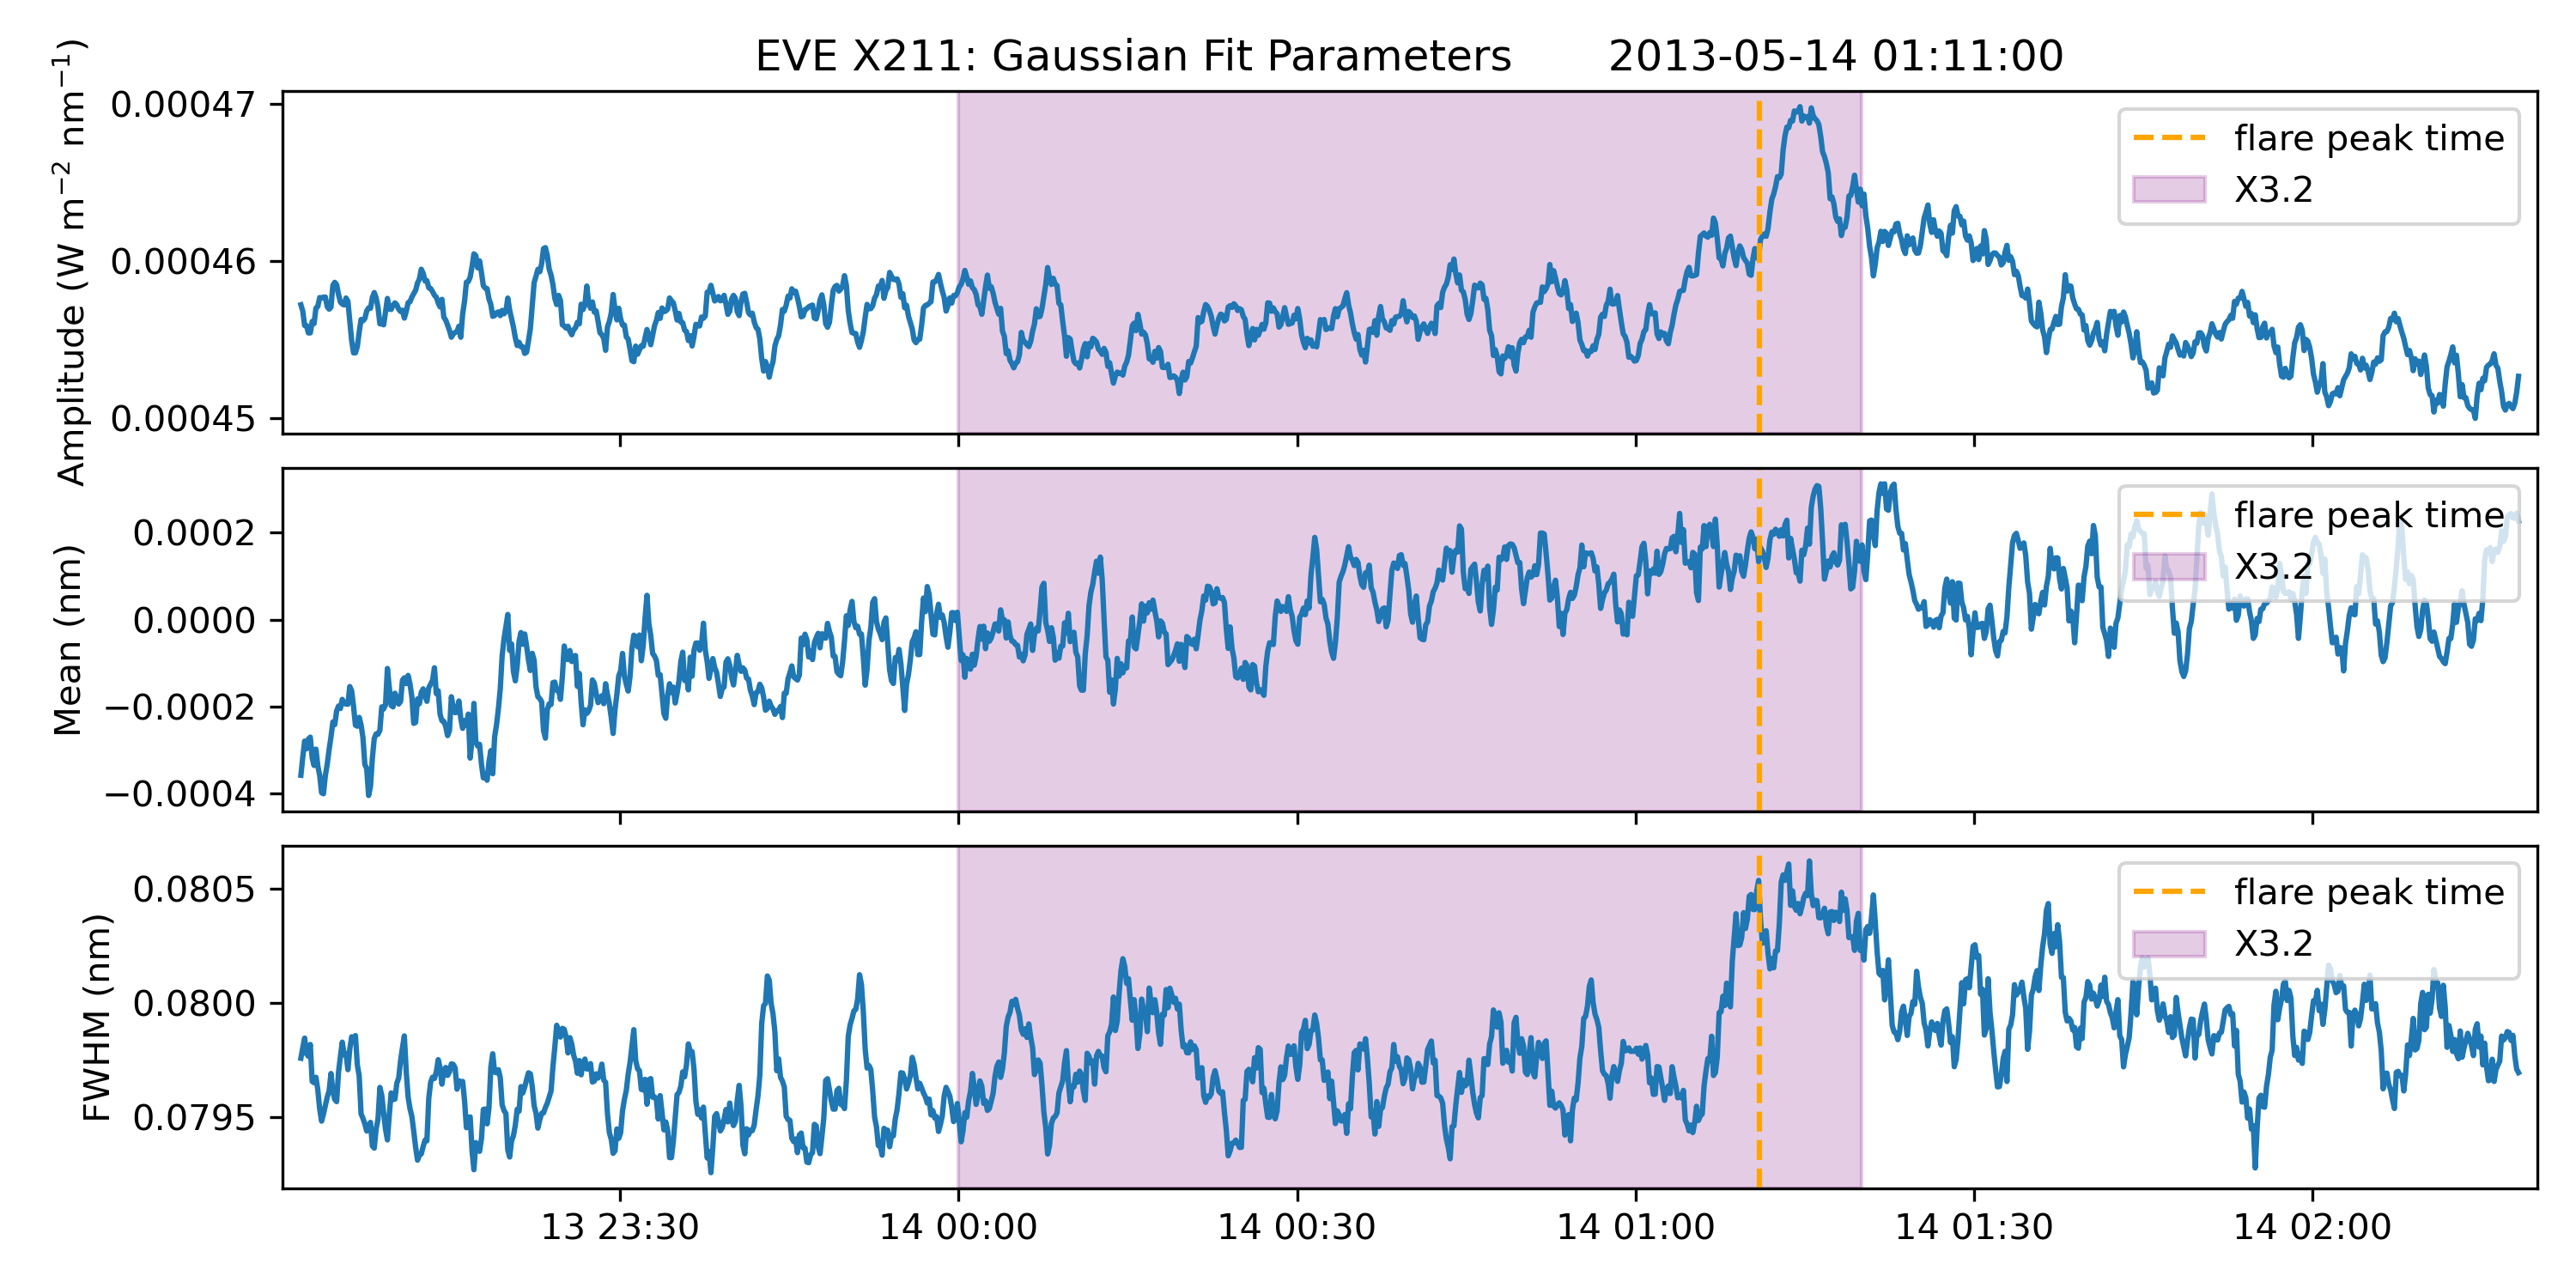 EVE X211: Gaussian Fit Parameters 2013-05-14 01:11:00
Amplitude (W m⁻² nm⁻¹)
0.00047
0.00046
0.00045
flare peak time
X3.2
Mean (nm)
0.0002
0.0000
−0.0002
−0.0004
flare peak time
X3.2
FWHM (nm)
0.0805
0.0800
0.0795
flare peak time
X3.2
13 23:30 14 00:00 14 00:30 14 01:00 14 01:30 14 02:00